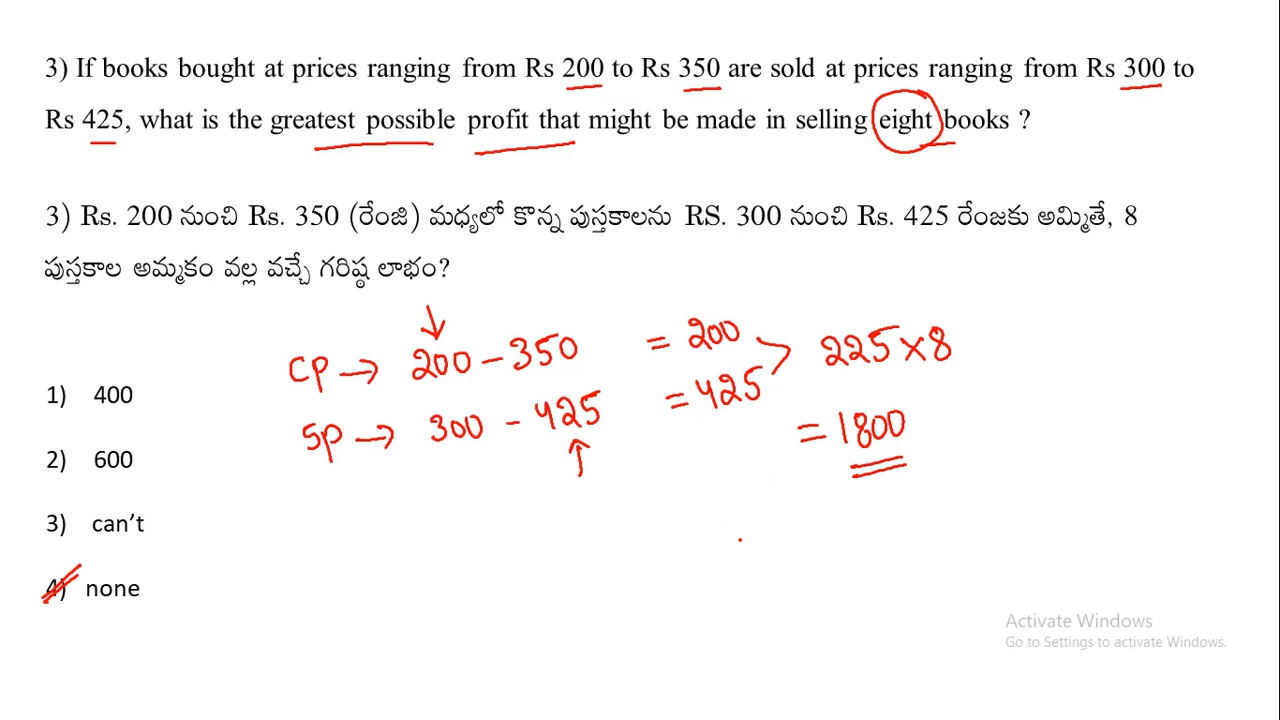 3) If books bought at prices ranging from Rs 200 to Rs 350 are sold at prices ranging from Rs 300 to
Rs 425, what is the greatest possible profit that might be made in selling eight books ?
3) Rs. 200 నుంచి Rs. 350 (రేంజి) మధ్యలో కొన్న పుస్తకాలను RS. 300 నుంచి Rs. 425 రేంజకు అమ్మితే, 8
పుస్తకాల అమ్మకం వల్ల వచ్చే గరిష్ఠ లాభం?
CP → 200 - 350 = 200
SP → 300 - 425 = 425
225 × 8
= 1800
1) 400
2) 600
3) can’t
4) none
Activate Windows
Go to Settings to activate Windows.